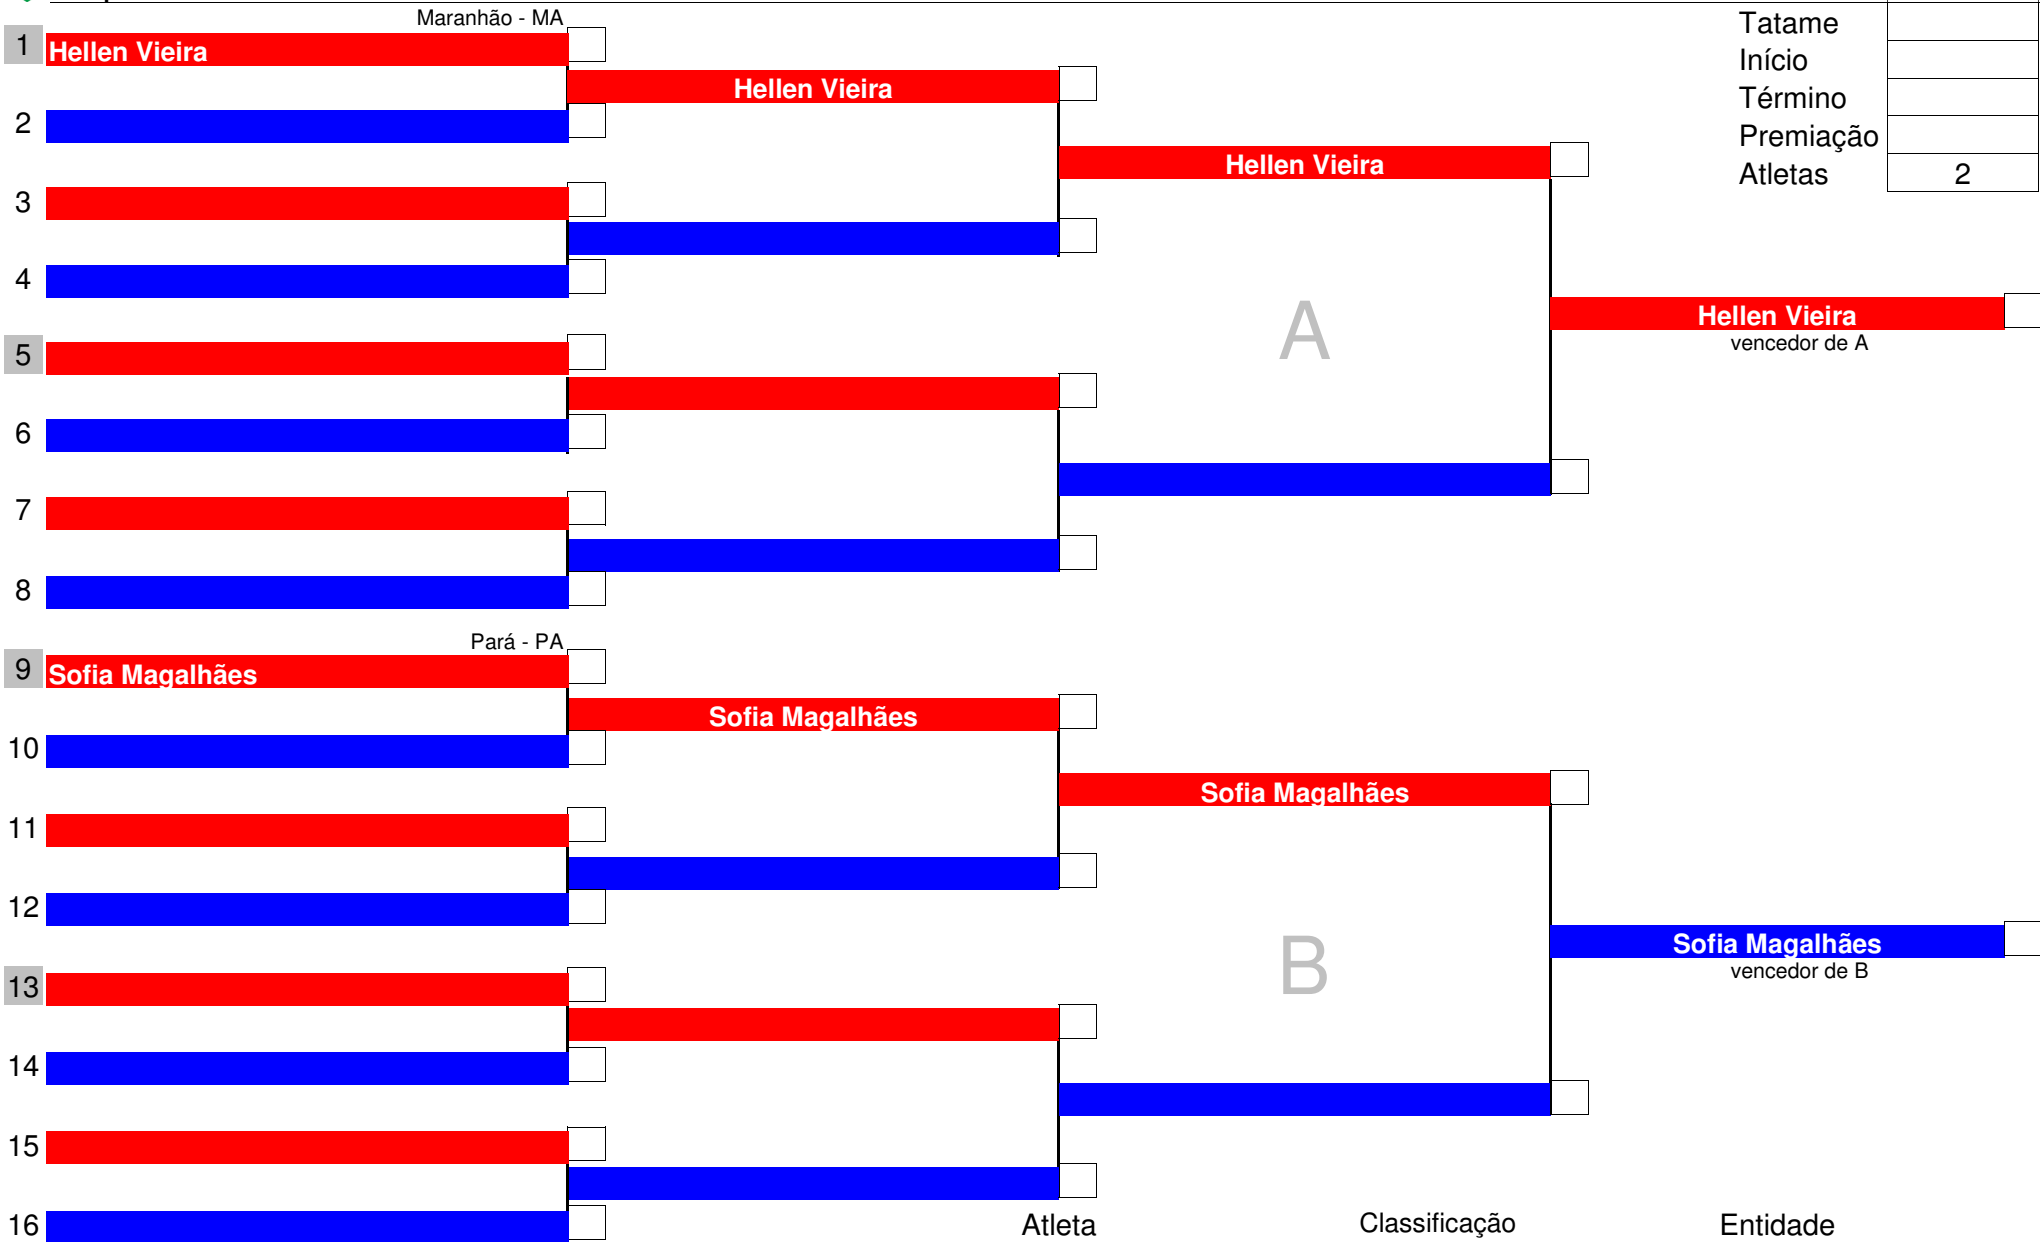 Maranhão - MA
Tatame
1 Hellen Vieira
Início
Hellen Vieira
Término
2
Premiação
Hellen Vieira
Atletas 2
3
4
A
Hellen Vieira
vencedor de A
5
6
7
8
Pará - PA
9 Sofia Magalhães
Sofia Magalhães
10
Sofia Magalhães
11
12
B
Sofia Magalhães
vencedor de B
13
14
15
16
Atleta Classificação Entidade